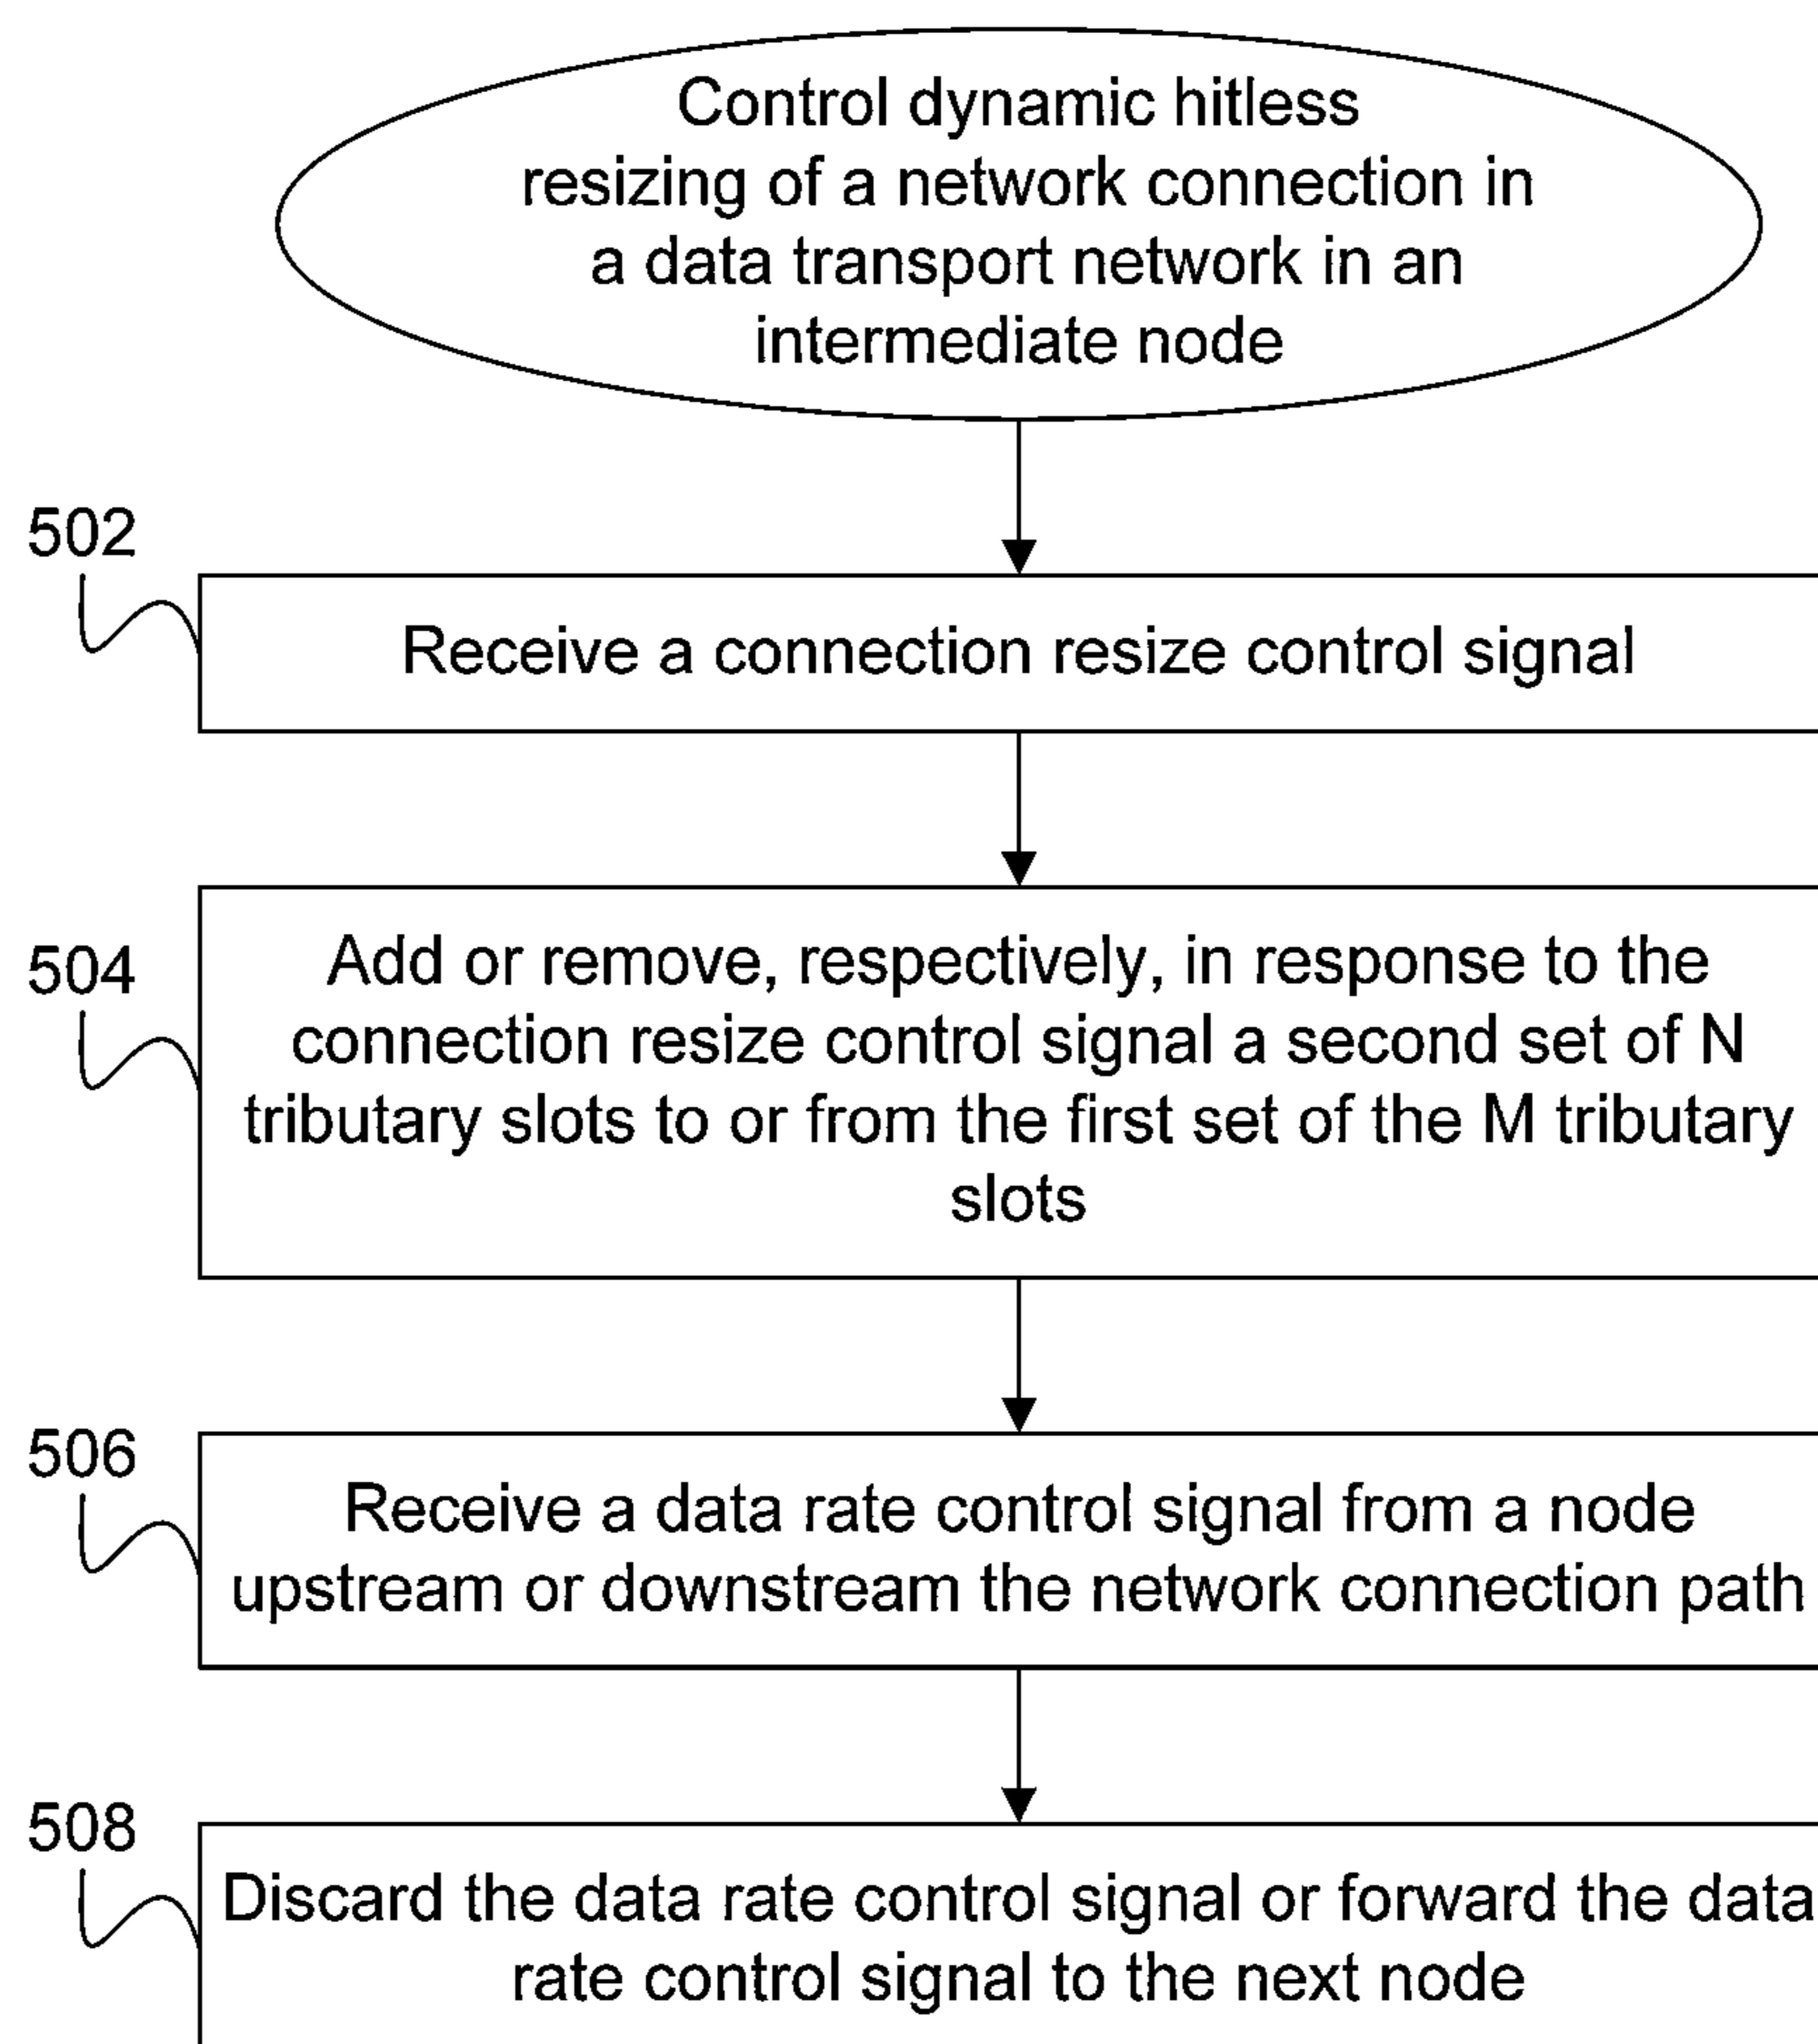 Control dynamic hitless
resizing of a network connection in
a data transport network in an
intermediate node
502
Receive a connection resize control signal
504
Add or remove, respectively, in response to the
connection resize control signal a second set of N
tributary slots to or from the first set of the M tributary
slots
506
Receive a data rate control signal from a node
upstream or downstream the network connection path
508
Discard the data rate control signal or forward the data
rate control signal to the next node